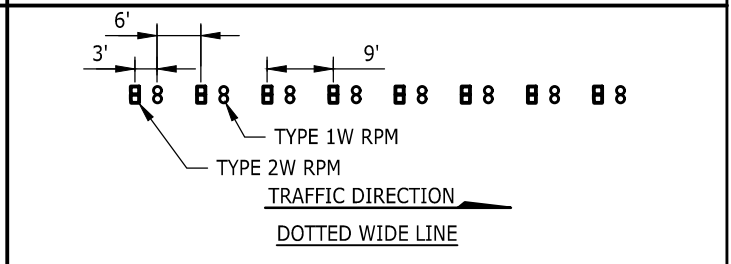 6'
3'
9'
TYPE 1W RPM
TYPE 2W RPM
TRAFFIC DIRECTION
DOTTED WIDE LINE